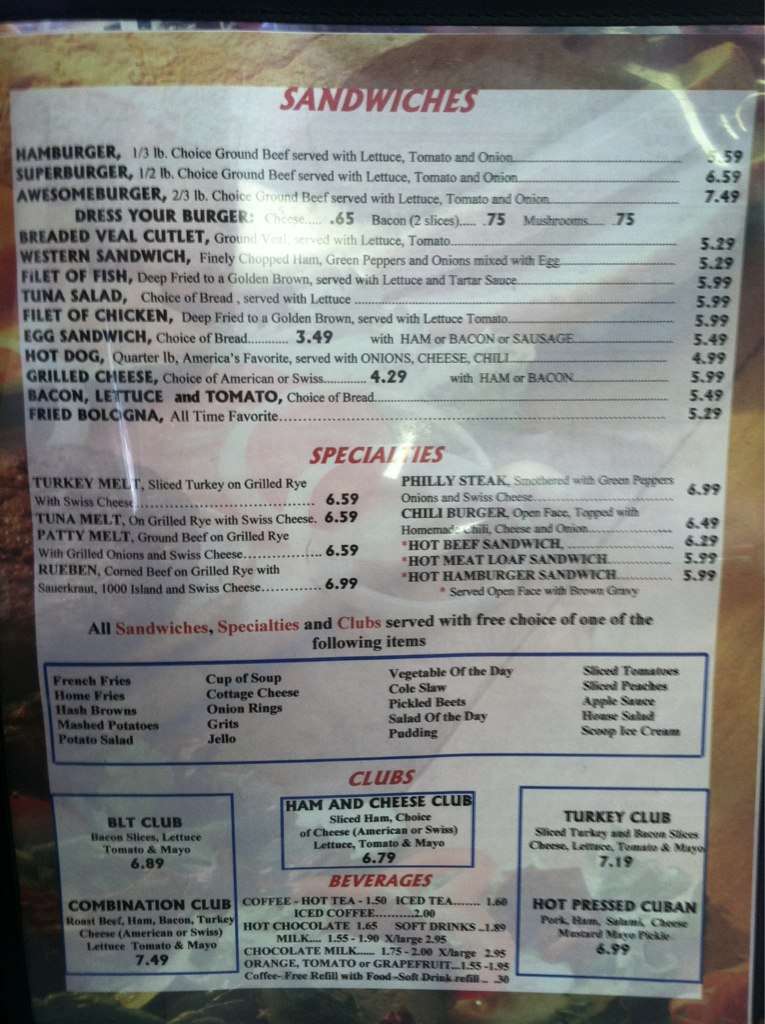 SANDWICHES
HAMBURGER, 1/3 lb. Choice Ground Beef served with Lettuce, Tomato and Onion 5.59
SUPERBURGER, 1/2 lb. Choice Ground Beef served with Lettuce, Tomato and Onion 6.59
AWESOMEBURGER, 2/3 lb. Choice Ground Beef served with Lettuce, Tomato and Onion 7.49
DRESS YOUR BURGER: Cheese..... .65 Bacon (2 slices)..... .75 Mushrooms..... .75
BREADED VEAL CUTLET, Ground Veal, served with Lettuce, Tomato 5.29
WESTERN SANDWICH, Finely Chopped Ham, Green Peppers and Onions mixed with Egg 5.29
FILET OF FISH, Deep Fried to a Golden Brown, served with Lettuce and Tartar Sauce 5.99
TUNA SALAD, Choice of Bread , served with Lettuce 5.99
FILET OF CHICKEN, Deep Fried to a Golden Brown, served with Lettuce Tomato 5.99
EGG SANDWICH, Choice of Bread........... 3.49 with HAM or BACON or SAUSAGE 5.49
HOT DOG, Quarter lb, America's Favorite, served with ONIONS, CHEESE, CHILI 4.99
GRILLED CHEESE, Choice of American or Swiss............ 4.29 with HAM or BACON 5.99
BACON, LETTUCE and TOMATO, Choice of Bread 5.49
FRIED BOLOGNA, All Time Favorite 5.29
SPECIALTIES
TURKEY MELT, Sliced Turkey on Grilled Rye
With Swiss Cheese 6.59
TUNA MELT, On Grilled Rye with Swiss Cheese. 6.59
PATTY MELT, Ground Beef on Grilled Rye
With Grilled Onions and Swiss Cheese 6.59
RUEBEN, Corned Beef on Grilled Rye with
Sauerkraut, 1000 Island and Swiss Cheese 6.99
PHILLY STEAK, Smothered with Green Peppers
Onions and Swiss Cheese 6.99
CHILI BURGER, Open Face, Topped with
Homemade Chili, Cheese and Onion 6.49
*HOT BEEF SANDWICH, 6.29
*HOT MEAT LOAF SANDWICH 5.99
*HOT HAMBURGER SANDWICH 5.99
* Served Open Face with Brown Gravy
All Sandwiches, Specialties and Clubs served with free choice of one of the
following items
French Fries
Home Fries
Hash Browns
Mashed Potatoes
Potato Salad
Cup of Soup
Cottage Cheese
Onion Rings
Grits
Jello
Vegetable Of the Day
Cole Slaw
Pickled Beets
Salad Of the Day
Pudding
Sliced Tomatoes
Sliced Peaches
Apple Sauce
House Salad
Scoop Ice Cream
CLUBS
BLT CLUB
Bacon Slices, Lettuce
Tomato & Mayo
6.89
COMBINATION CLUB
Roast Beef, Ham, Bacon, Turkey
Cheese (American or Swiss)
Lettuce Tomato & Mayo
7.49
HAM AND CHEESE CLUB
Sliced Ham, Choice
of Cheese (American or Swiss)
Lettuce, Tomato & Mayo
6.79
TURKEY CLUB
Sliced Turkey and Bacon Slices
Cheese, Lettuce, Tomato & Mayo
7.19
HOT PRESSED CUBAN
Pork, Ham, Salami, Cheese
Mustard Mayo Pickle
6.99
BEVERAGES
COFFEE - HOT TEA - 1.50 ICED TEA........ 1.60
ICED COFFEE..........2.00
HOT CHOCOLATE 1.65 SOFT DRINKS ..1.89
MILK.... 1.55 - 1.90 X/large 2.95
CHOCOLATE MILK...... 1.75 - 2.00 X/large 2.95
ORANGE, TOMATO or GRAPEFRUIT...1.55 -1.95
Coffee- Free Refill with Food -Soft Drink refill .. .50